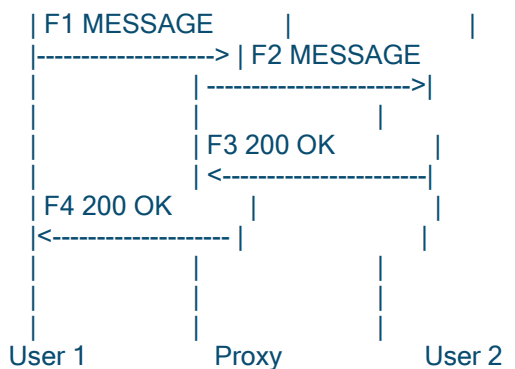 | F1 MESSAGE | |
|--------------------> | F2 MESSAGE
| | ----------------------->|
| | |
| | F3 200 OK |
| | <-----------------------|
| F4 200 OK | |
|<-------------------- | |
| | |
| | |
| | |
User 1 Proxy User 2